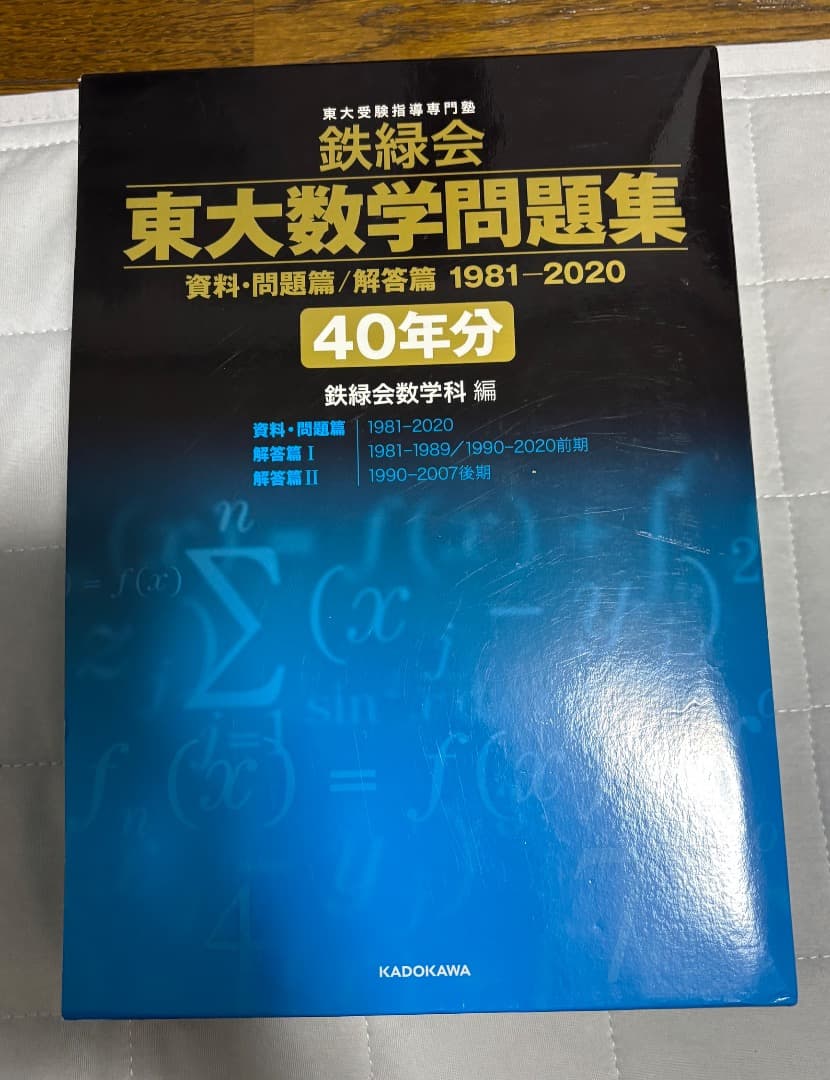 東大受験指導専門塾
鉄緑会
東大数学問題集
資料・問題篇/解答篇 1981―2020
40年分
鉄緑会数学科 編
資料・問題篇 1981–2020
解答篇Ⅰ 1981–1989/1990–2020前期
解答篇Ⅱ 1990–2007後期
KADOKAWA